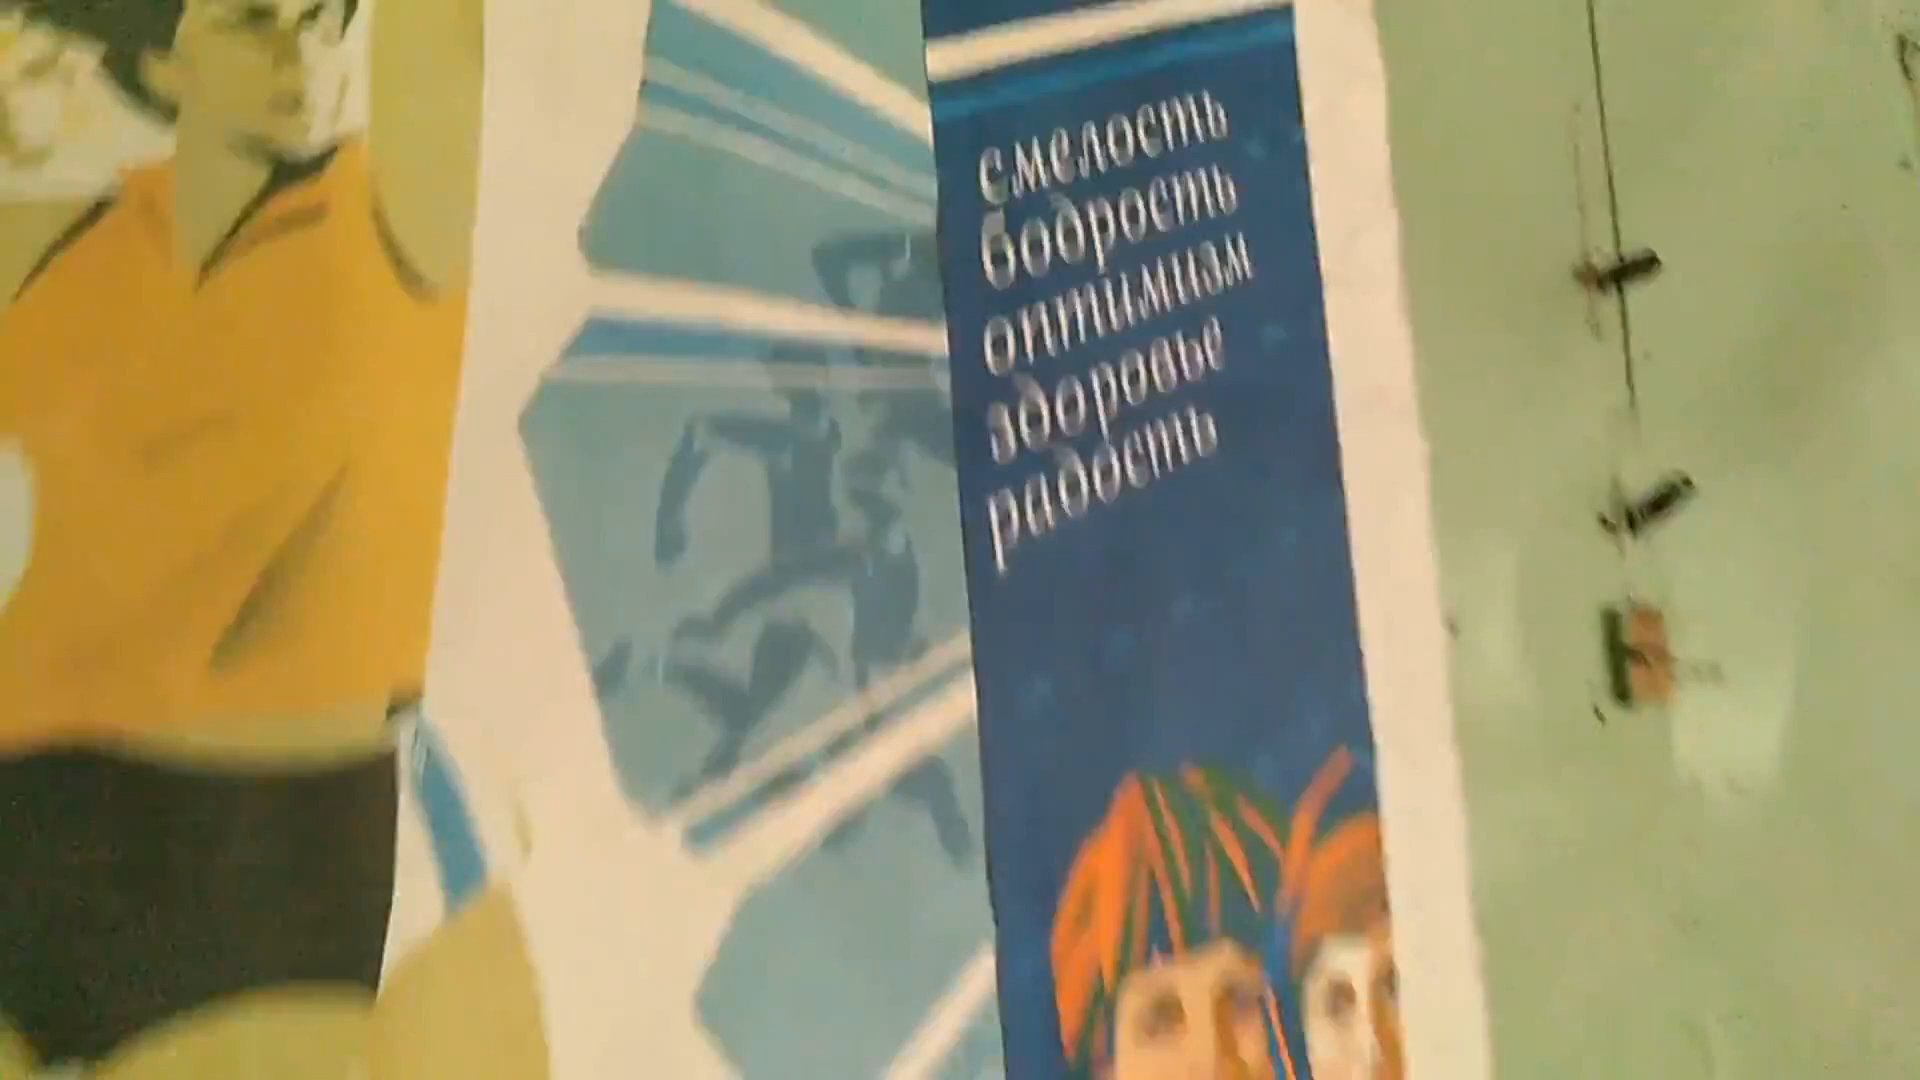 смелость
бодрость
оптимизм
здоровье
радость